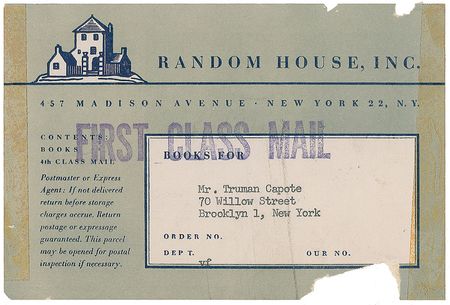 RANDOM HOUSE, INC.
457 MADISON AVENUE · NEW YORK 22, N.Y.
FIRST CLASS MAIL
CONTENTS:
BOOKS
4th CLASS MAIL
Postmaster or Express
Agent: If not delivered
return before storage
charges accrue. Return
postage or expressage
guaranteed. This parcel
may be opened for postal
inspection if necessary.
BOOKS FOR
Mr. Truman Capote
70 Willow Street
Brooklyn 1, New York
ORDER NO.
DEPT. OUR NO.
vf